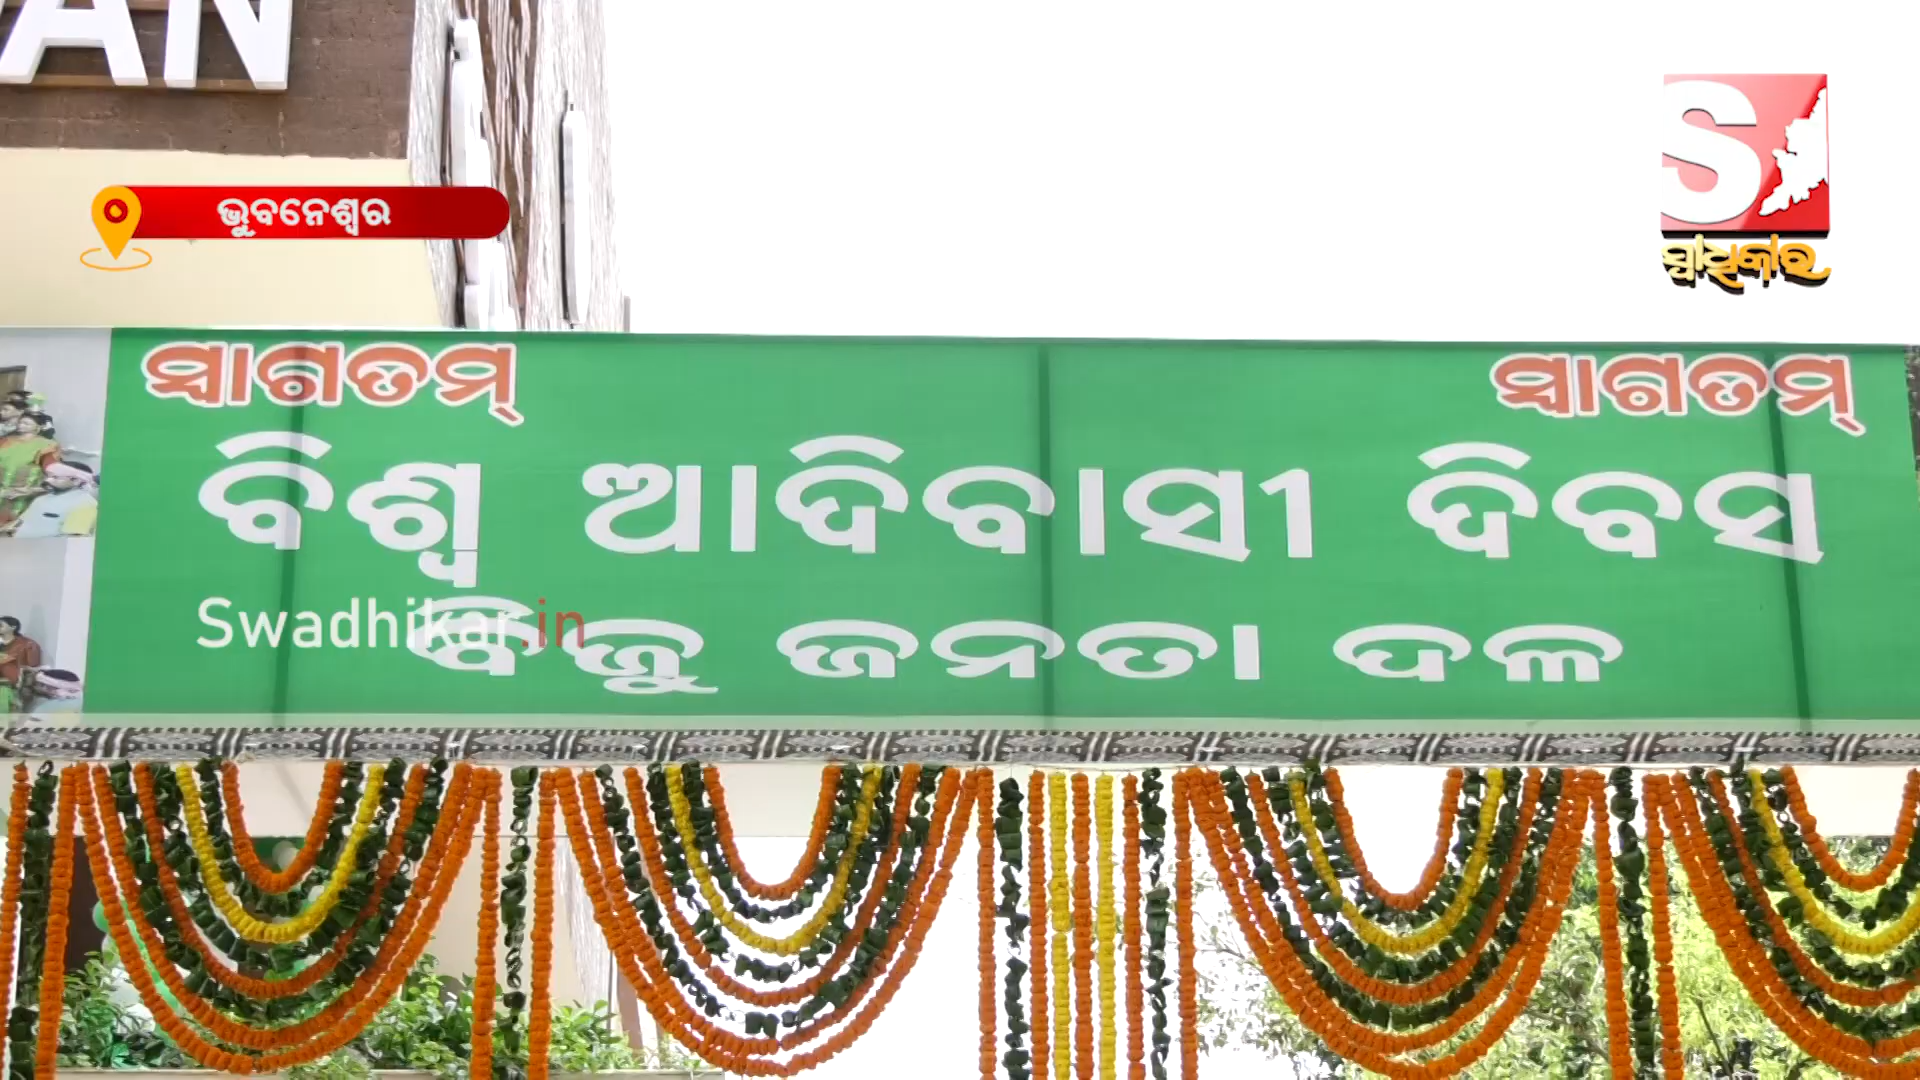 AN
ଭୁବନେଶ୍ୱର
S
ସ୍ୱାଧିକାର
ସ୍ୱାଗତମ୍ ସ୍ୱାଗତମ୍
ବିଶ୍ୱ ଆଦିବାସୀ ଦିବସ
Swadhikar.in
ବିଜୁ ଜନତା ଦଳ